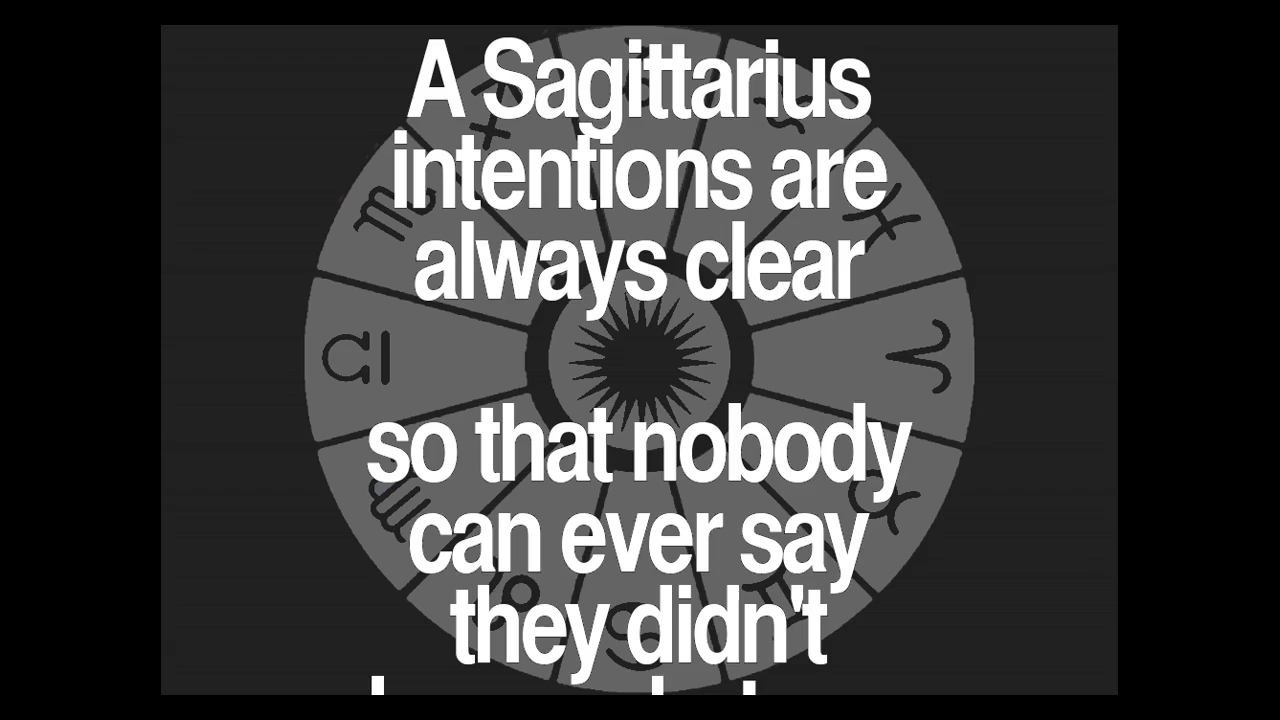 A Sagittarius
intentions are
always clear
so that nobody
can ever say
they didn't